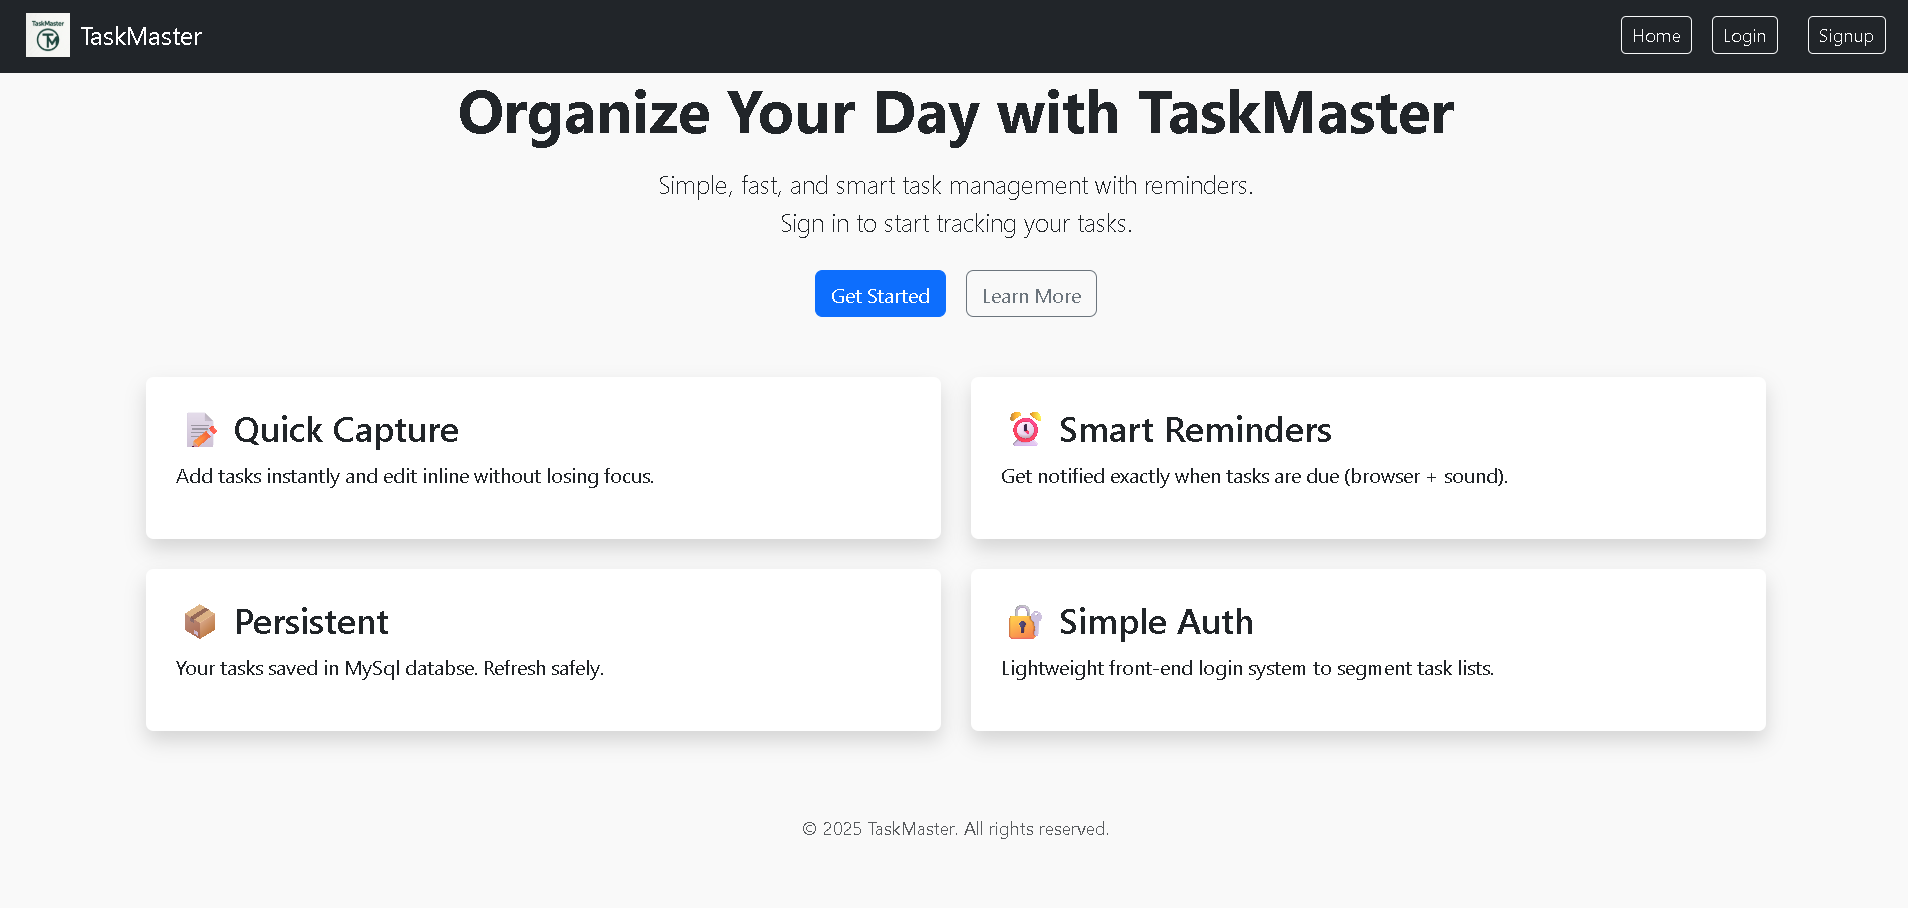 TaskMaster
TM
TaskMaster
Home
Login
Signup
Organize Your Day with TaskMaster
Simple, fast, and smart task management with reminders.
Sign in to start tracking your tasks.
Get Started
Learn More
Quick Capture
Add tasks instantly and edit inline without losing focus.
Smart Reminders
Get notified exactly when tasks are due (browser + sound).
Persistent
Your tasks saved in MySql databse. Refresh safely.
Simple Auth
Lightweight front-end login system to segment task lists.
© 2025 TaskMaster. All rights reserved.